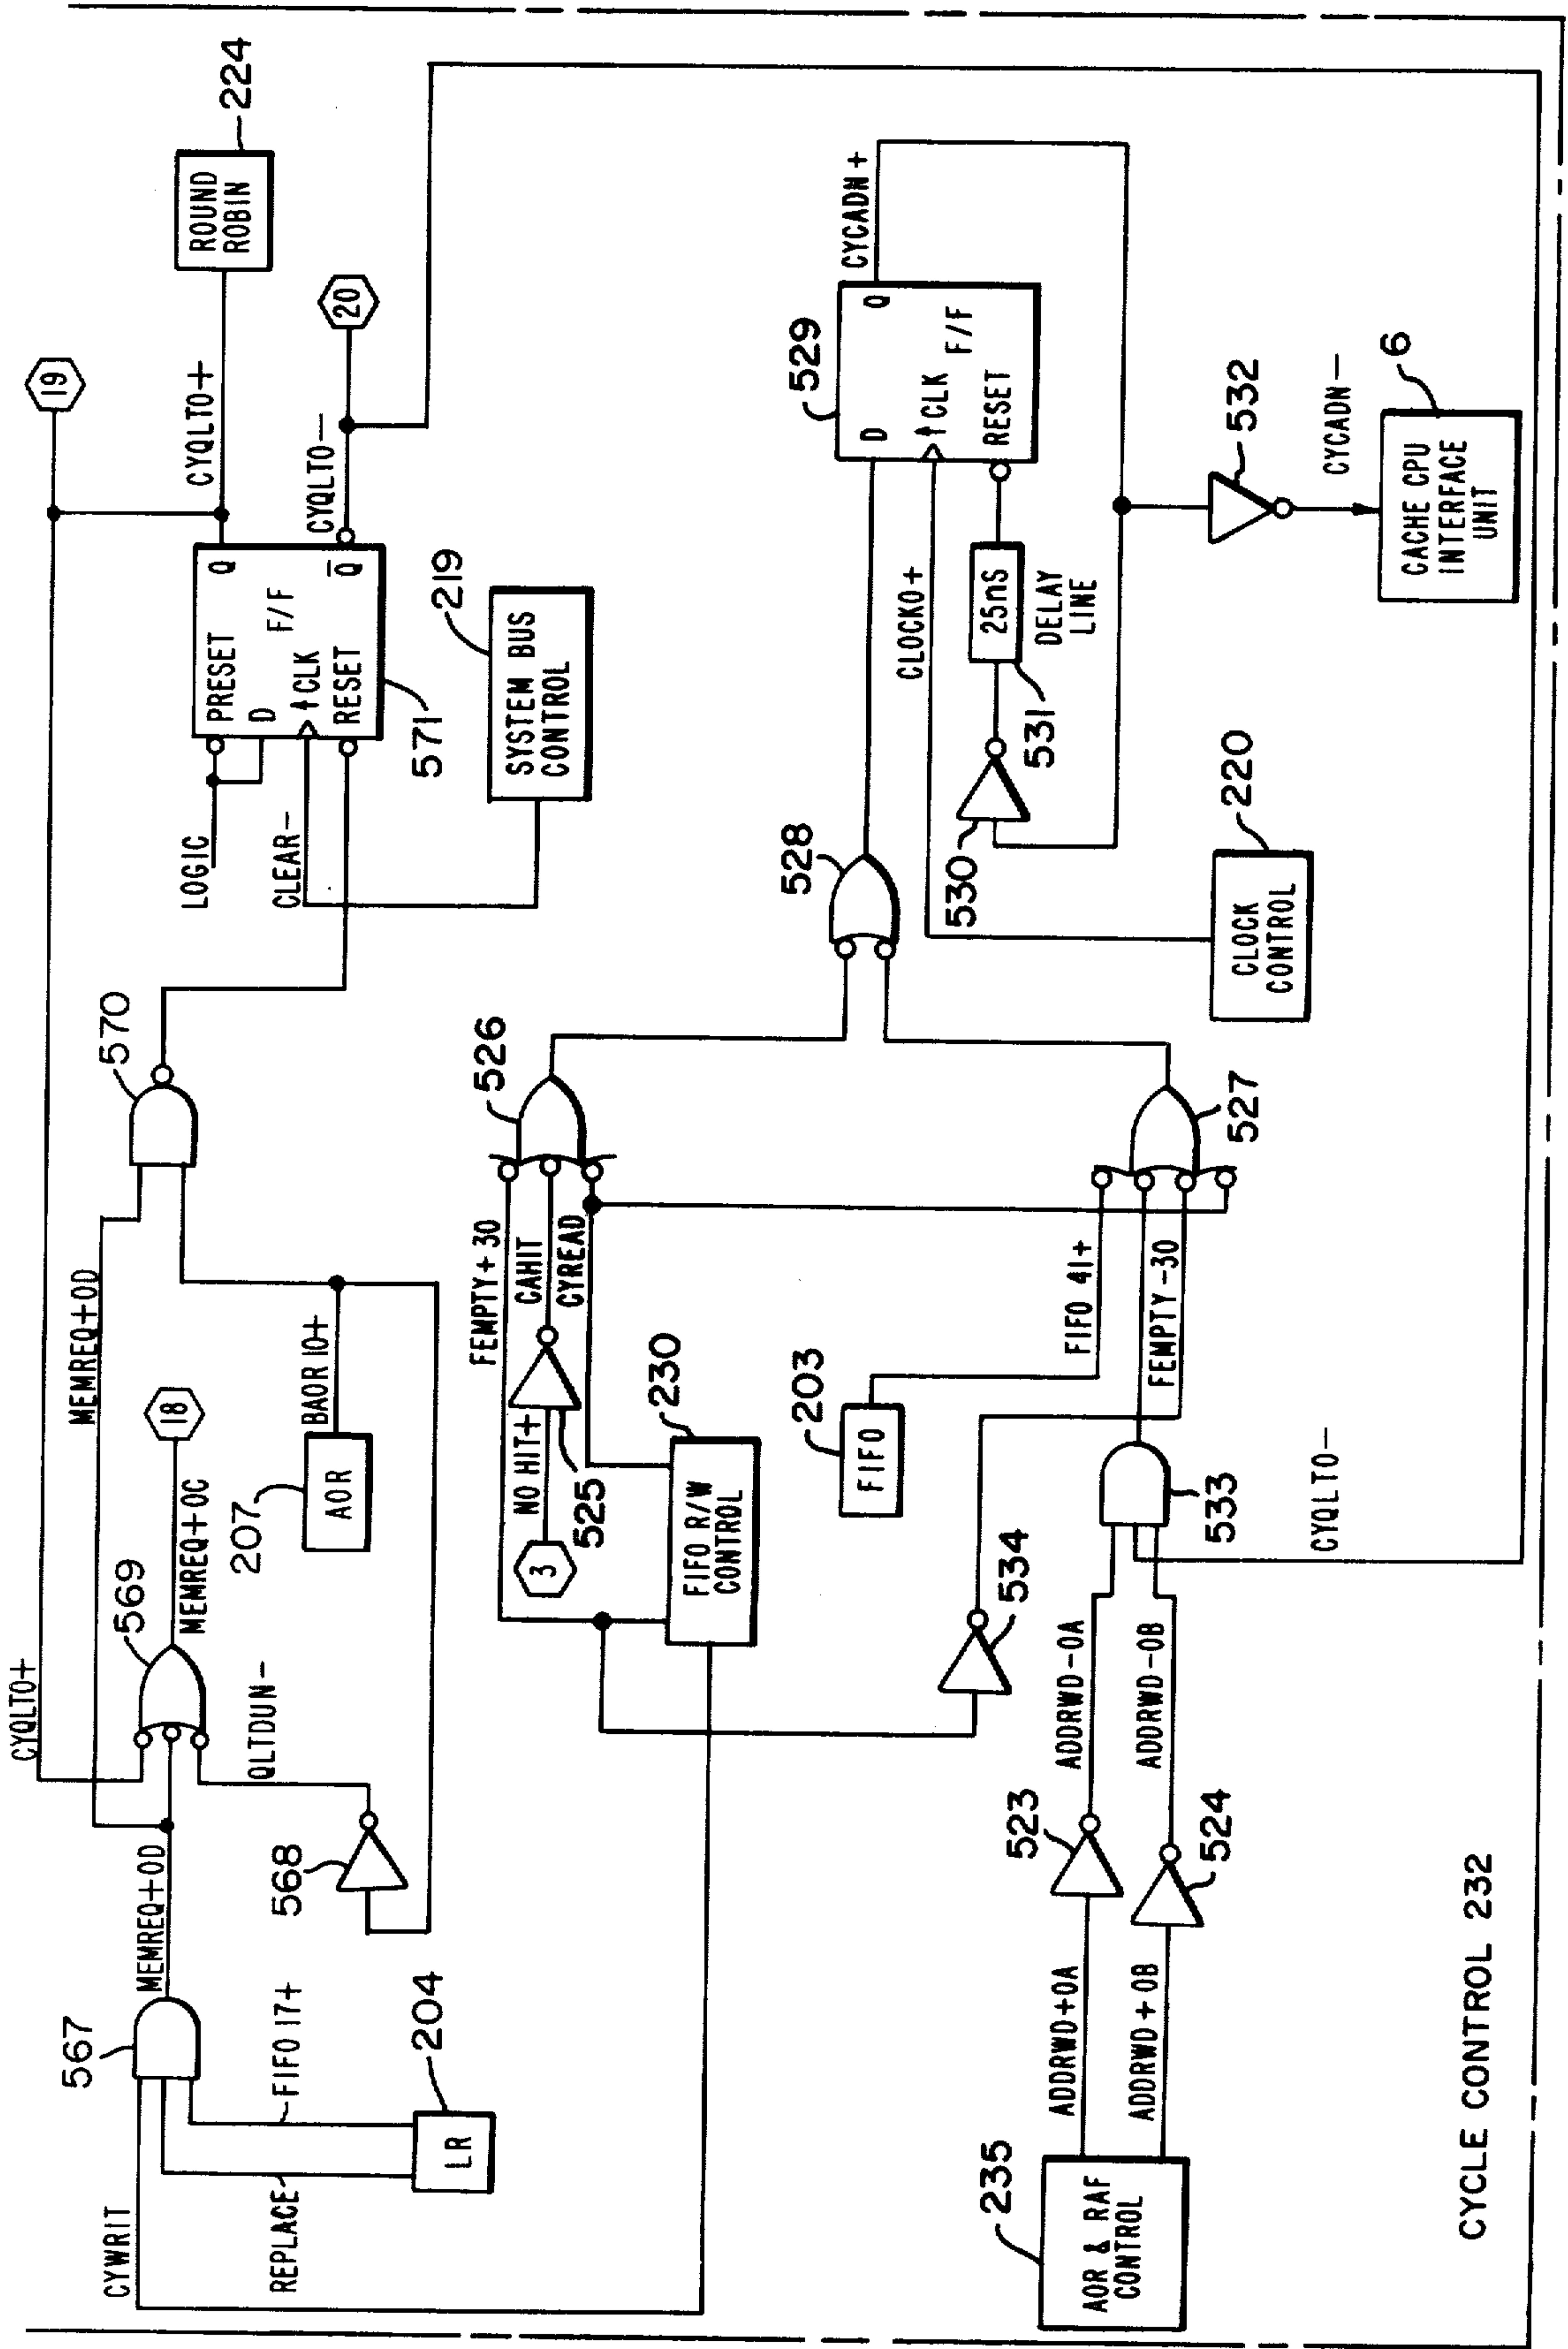 CYQLTO+
19
CYQLTO+
ROUND
ROBIN
224
CYWRIT
REPLACE
FIFO 17+
LR
204
567
MEMREQ+0D
568
QLTDUN-
569
MEMREQ+0C
18
MEMREQ+0D
207
AOR
BAOR 10+
570
LOGIC
CLEAR-
PRESET
D
CLK
RESET
F/F
Q
Q
571
CYQLTO-
20
SYSTEM BUS
CONTROL
219
3
NO HIT+
525
FEMPTY+30
CAHIT
CYREAD
526
FIFO R/W
CONTROL
230
203
FIFO
FIFO 41+
FEMPTY-30
527
528
534
529
D
CLK
RESET
F/F
Q
CYCADN+
CLOCKO+
530
25nS
DELAY
LINE
531
532
CYCADN-
CACHE CPU
INTERFACE
UNIT
6
CLOCK
CONTROL
220
235
AOR & RAF
CONTROL
ADDRWD+0A
ADDRWD+0B
523
524
ADDRWD-0A
ADDRWD-0B
533
CYQLTO-
CYCLE CONTROL 232